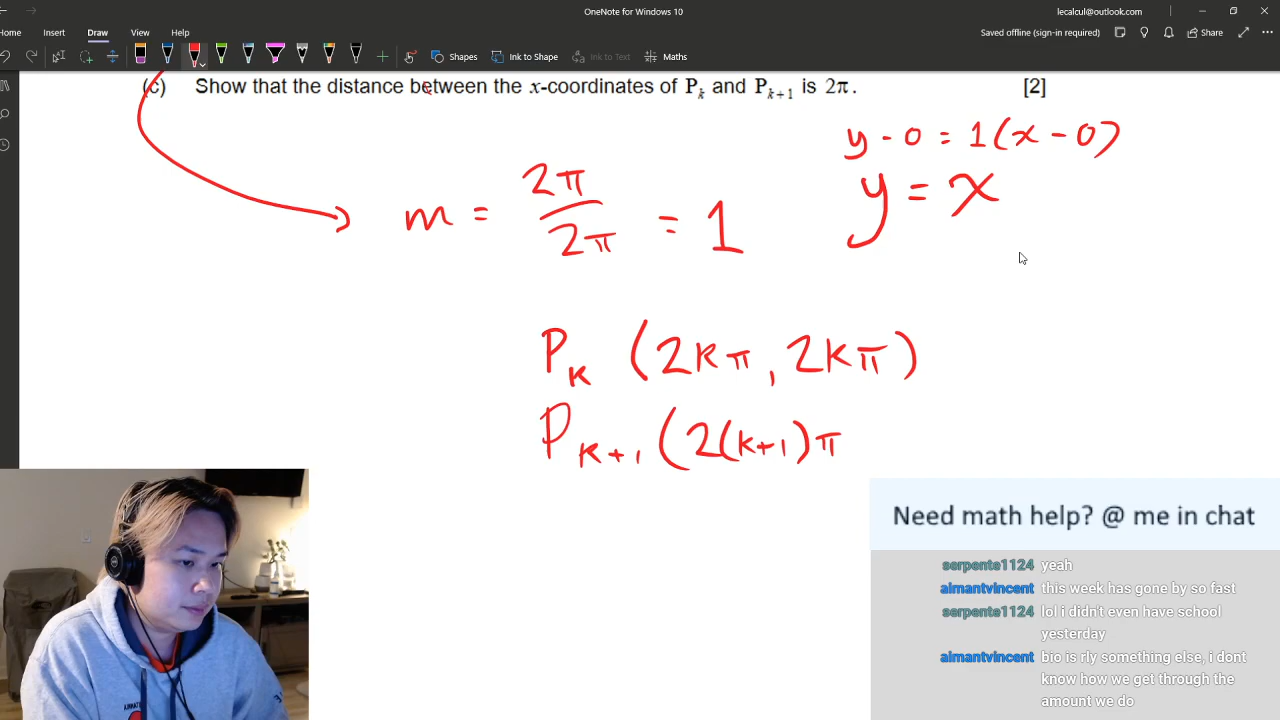 OneNote for Windows 10
lecalcul@outlook.com
Home Insert Draw View Help
Saved offline (sign-in required)
Share
Shapes Ink to Shape Ink to Text Maths
(c) Show that the distance between the x-coordinates of P_k and P_{k+1} is 2π. [2]
y - 0 = 1(x - 0)
y = x
m = 2π/2π = 1
P_k (2kπ, 2kπ)
P_{k+1} (2(k+1)π
Need math help? @ me in chat
serpente1124 yeah
aimantvincent this week has gone by so fast
serpente1124 lol i didn't even have school
yesterday
aimantvincent bio is rly something else, i dont
know how we get through the
amount we do